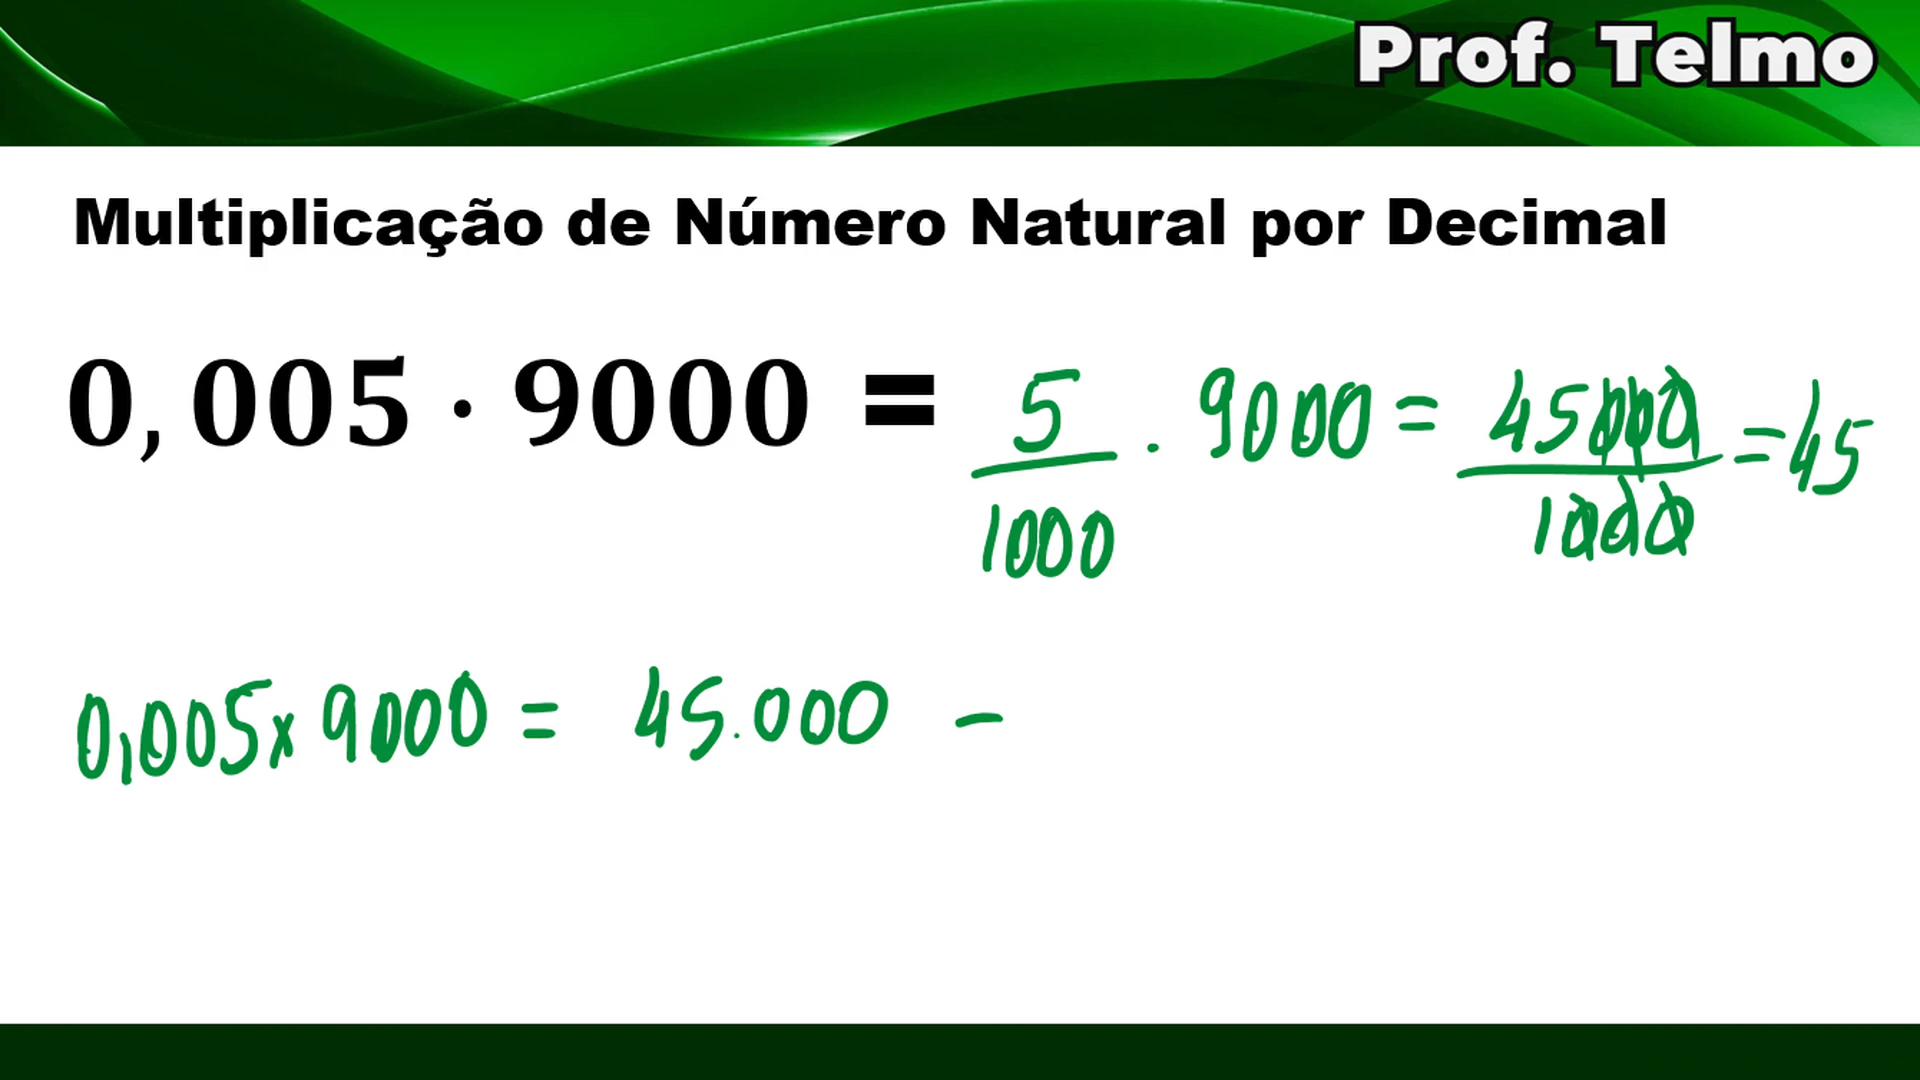 Prof. Telmo
Multiplicação de Número Natural por Decimal
0,005 · 9000 = 5/1000 . 9000 = 45000/1000 = 45
0,005 x 9000 = 45.000 -